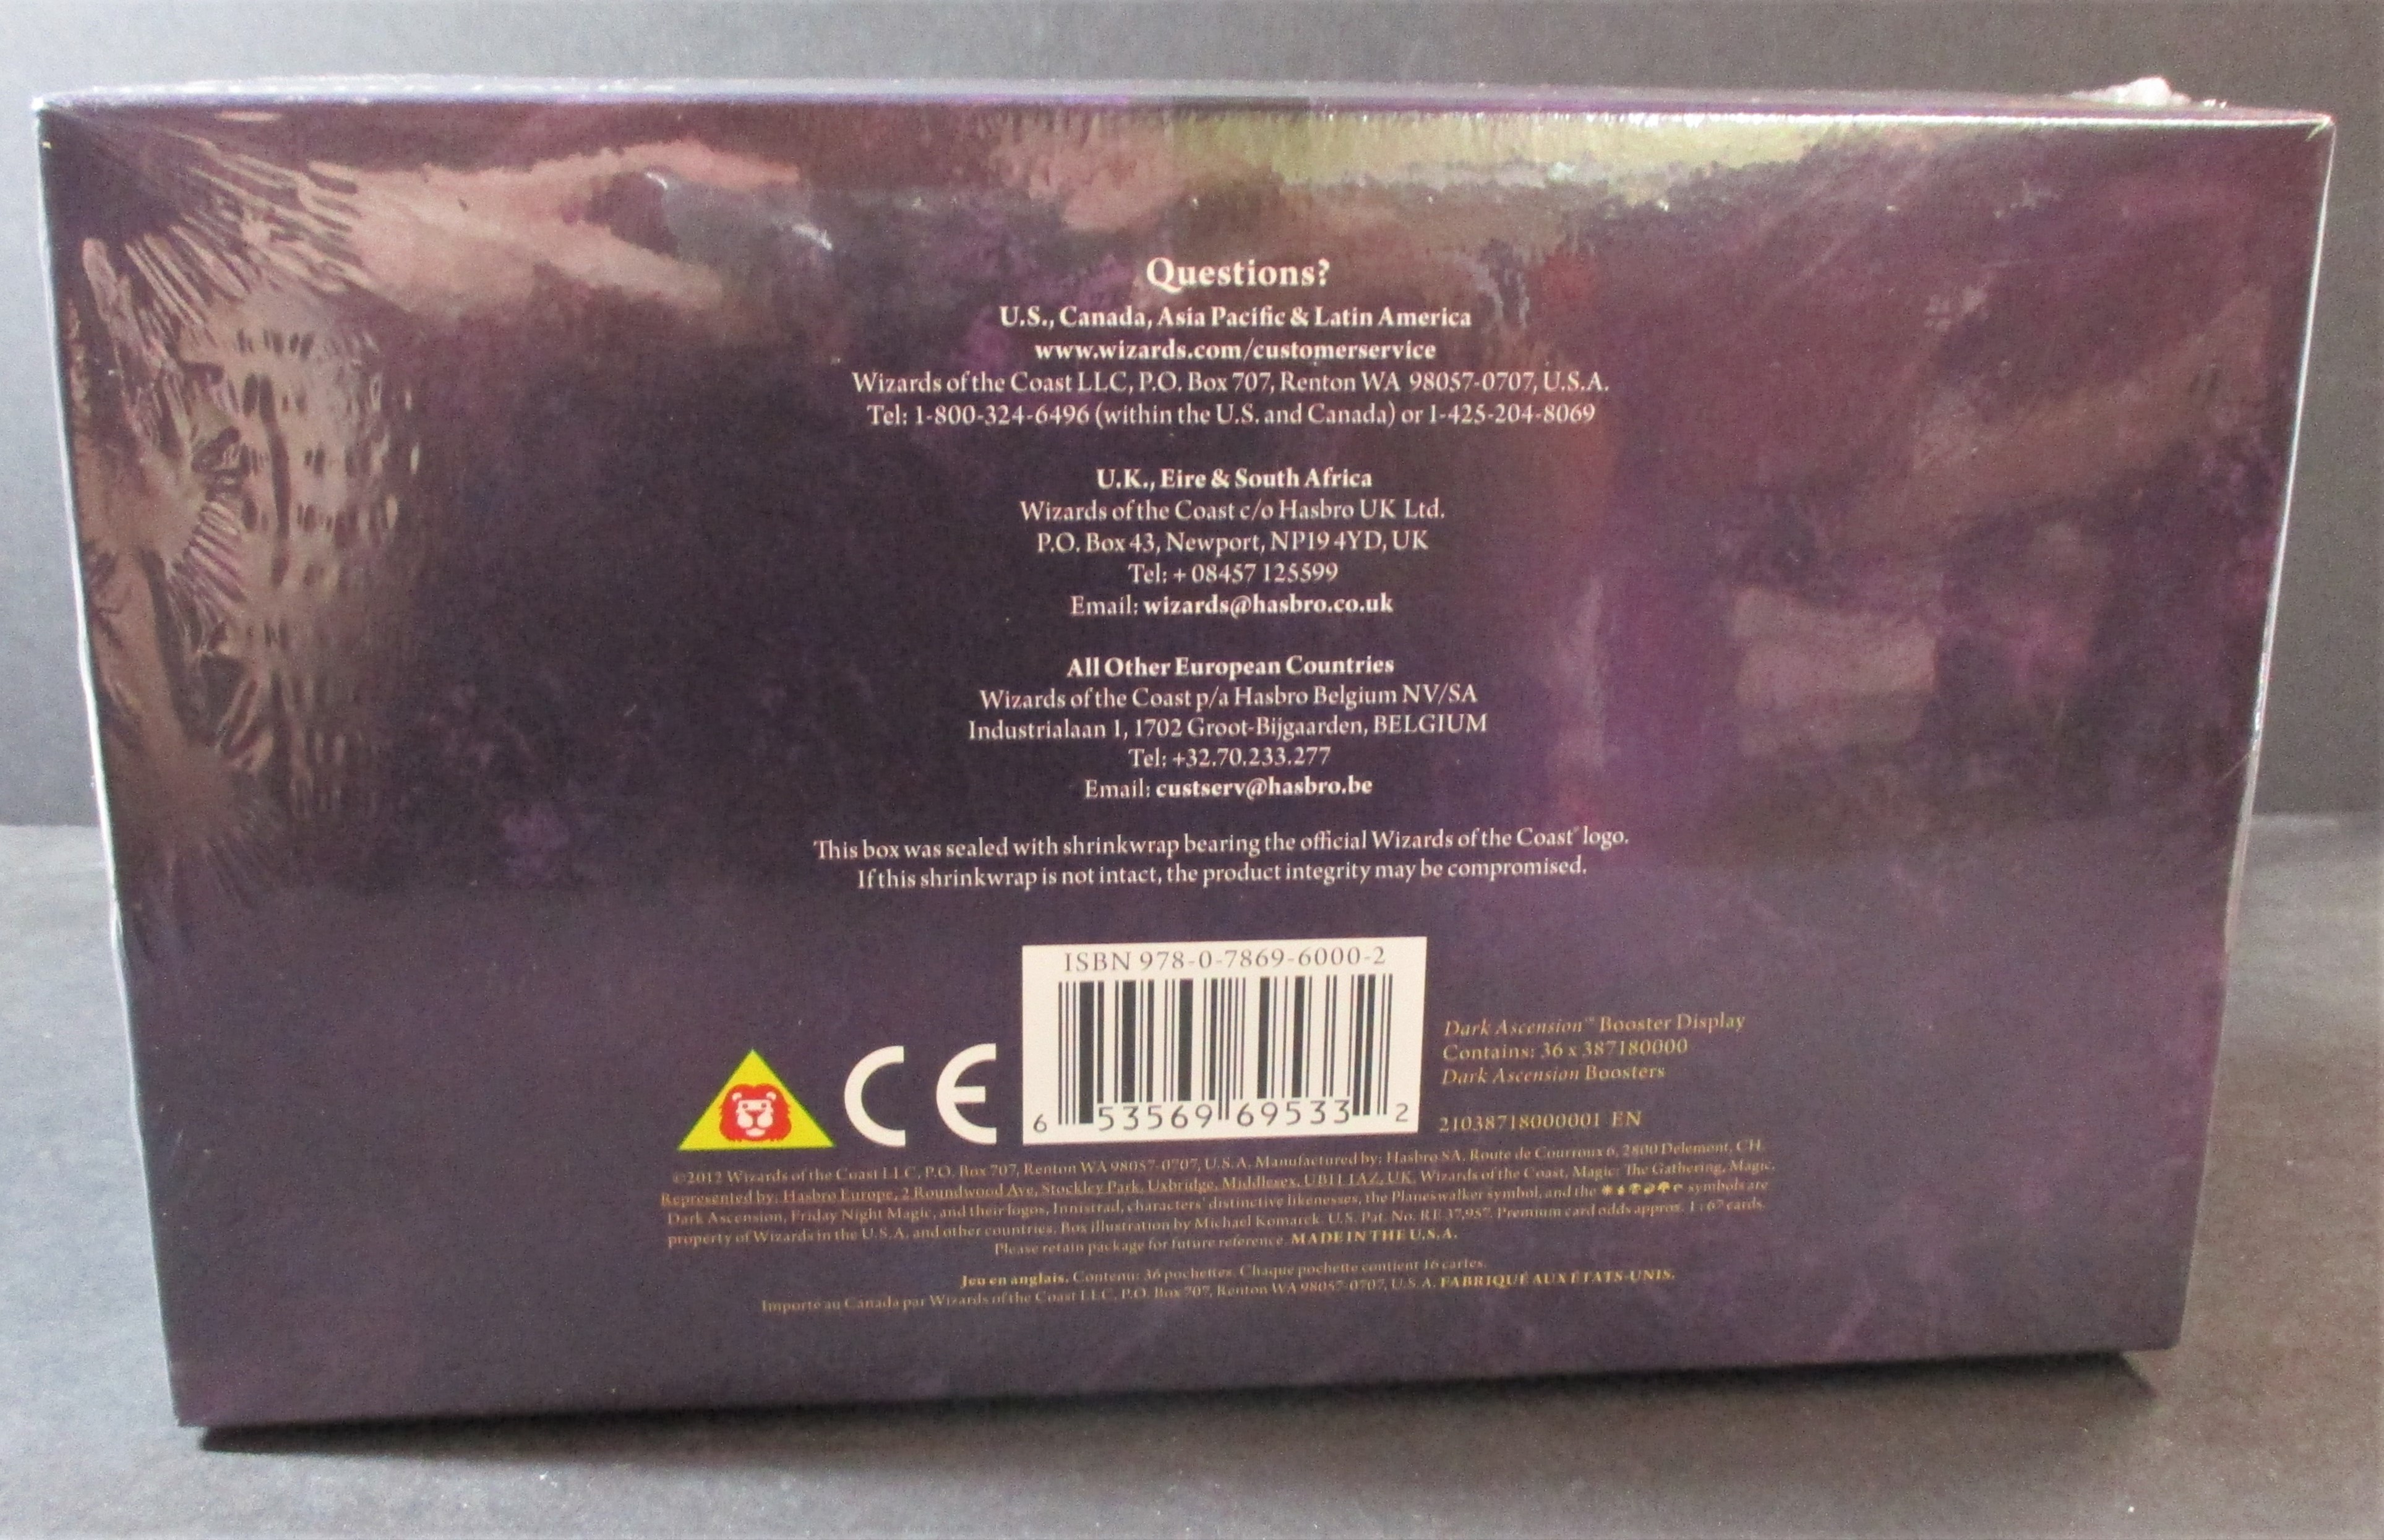 Questions?
U.S., Canada, Asia Pacific & Latin America
www.wizards.com/customerservice
Wizards of the Coast LLC, P.O. Box 707, Renton WA 98057-0707, U.S.A.
Tel: 1-800-324-6496 (within the U.S. and Canada) or 1-425-204-8069
U.K., Eire & South Africa
Wizards of the Coast c/o Hasbro UK Ltd.
P.O. Box 43, Newport, NP19 4YD, UK
Tel: + 08457 125599
Email: wizards@hasbro.co.uk
All Other European Countries
Wizards of the Coast p/a Hasbro Belgium NV/SA
Industrialaan 1, 1702 Groot-Bijgaarden, BELGIUM
Tel: +32.70.233.277
Email: custserv@hasbro.be
This box was sealed with shrinkwrap bearing the official Wizards of the Coast® logo.
If this shrinkwrap is not intact, the product integrity may be compromised.
ISBN 978-0-7869-6000-2
6 53569 69533 2
CE
Dark Ascension™ Booster Display
Contains: 36 x 387180000
Dark Ascension Boosters
21038718000001 EN
©2012 Wizards of the Coast LLC, P.O. Box 707, Renton WA 98057-0707, U.S.A. Manufactured by: Hasbro SA, Route de Courroux 6, 2800 Delemont, CH.
Represented by: Hasbro Europe, 2 Roundwood Ave, Stockley Park, Uxbridge, Middlesex, UB11 1AZ, UK. Wizards of the Coast, Magic: The Gathering, Magic,
Dark Ascension, Friday Night Magic, and their logos, Innistrad, characters' distinctive likenesses, the Planeswalker symbol, and the symbols are
property of Wizards in the U.S.A. and other countries. Box illustration by Michael Komarck. U.S. Pat. No. RE 37,957. Premium card odds approx. 1:67 cards.
Please retain package for future reference. MADE IN THE U.S.A.
Jeu en anglais. Contenu: 36 pochettes. Chaque pochette contient 16 cartes.
Importé au Canada par Wizards of the Coast LLC, P.O. Box 707, Renton WA 98057-0707, U.S.A. FABRIQUÉ AUX ÉTATS-UNIS.